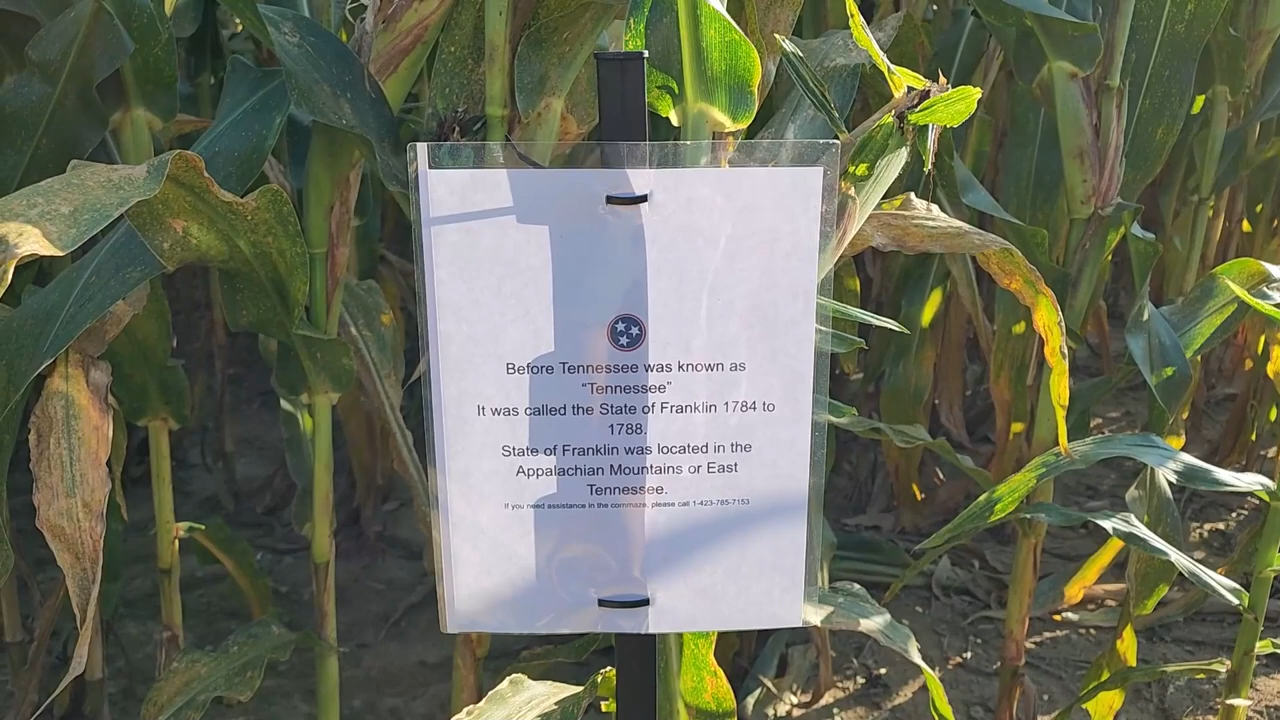 Before Tennessee was known as
“Tennessee”
It was called the State of Franklin 1784 to
1788.
State of Franklin was located in the
Appalachian Mountains or East
Tennessee.
If you need assistance in the cornmaze, please call 1-423-785-7153